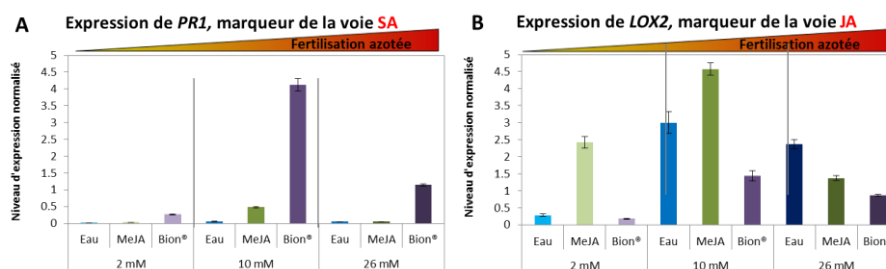 A
Expression de PR1, marqueur de la voie SA
Fertilisation azotée
Niveau d'expression normalisé
5
4.5
4
3.5
3
2.5
2
1.5
1
0.5
0
Eau MeJA Bion® Eau MeJA Bion® Eau MeJA Bion®
2 mM 10 mM 26 mM
B
Expression de LOX2, marqueur de la voie JA
Fertilisation azotée
Niveau d'expression normalisé
5
4.5
4
3.5
3
2.5
2
1.5
1
0.5
0
Eau MeJA Bion® Eau MeJA Bion® Eau MeJA Bion®
2 mM 10 mM 26 mM